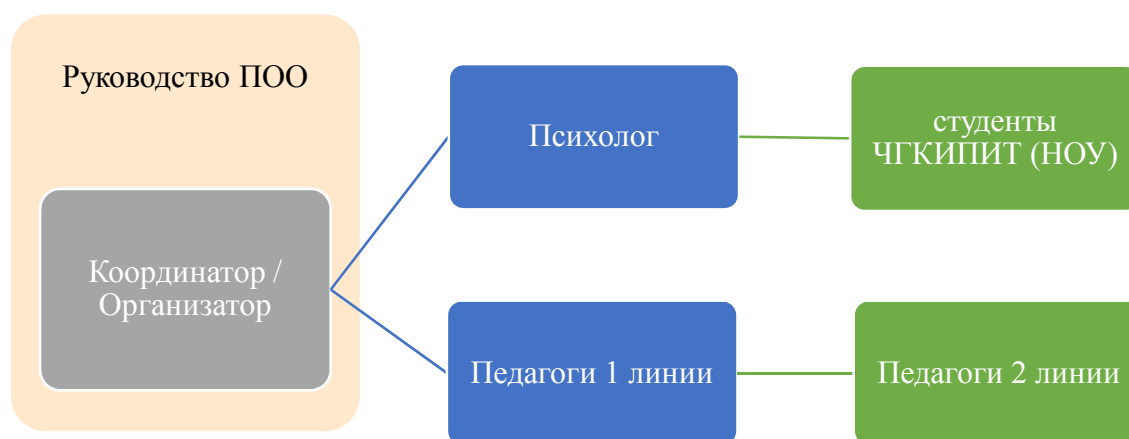 Руководство ПОО
Координатор /
Организатор
Психолог
студенты
ЧГКИПИТ (НОУ)
Педагоги 1 линии
Педагоги 2 линии